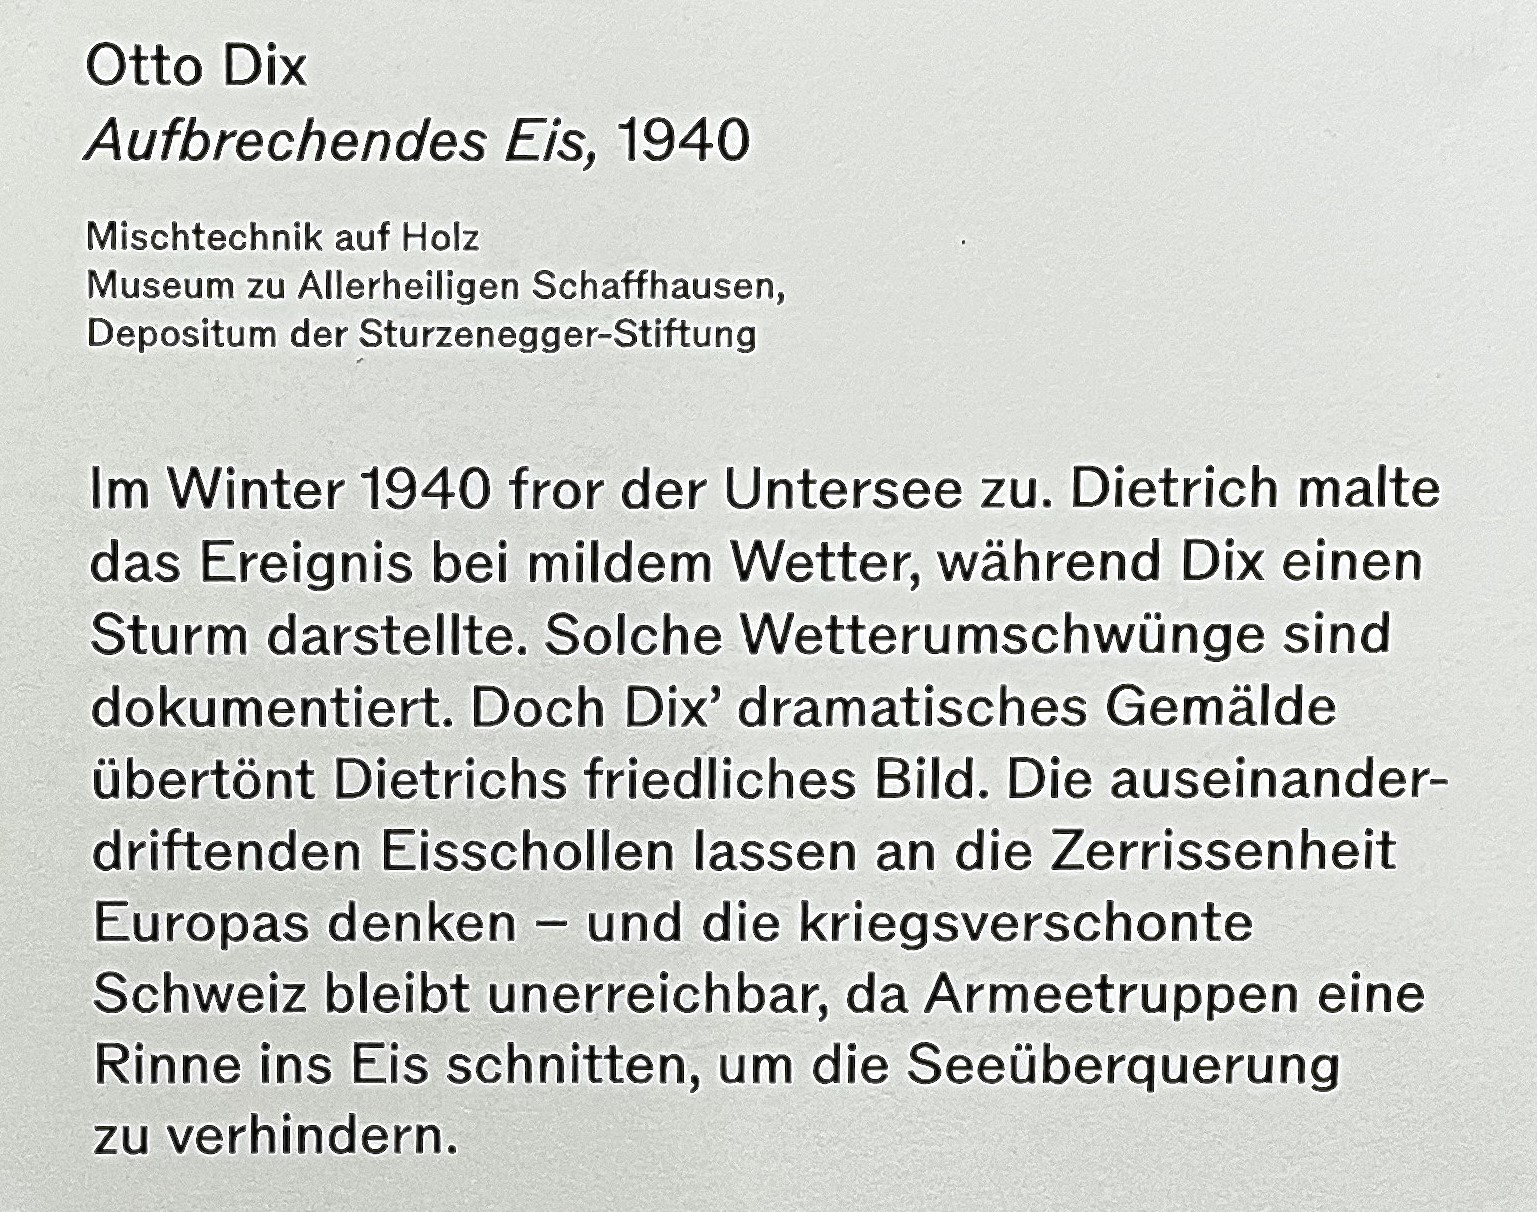 Otto Dix
Aufbrechendes Eis, 1940
Mischtechnik auf Holz
Museum zu Allerheiligen Schaffhausen,
Depositum der Sturzenegger-Stiftung
Im Winter 1940 fror der Untersee zu. Dietrich malte
das Ereignis bei mildem Wetter, während Dix einen
Sturm darstellte. Solche Wetterumschwünge sind
dokumentiert. Doch Dix’ dramatisches Gemälde
übertönt Dietrichs friedliches Bild. Die auseinander-
driftenden Eisschollen lassen an die Zerrissenheit
Europas denken – und die kriegsverschonte
Schweiz bleibt unerreichbar, da Armeetruppen eine
Rinne ins Eis schnitten, um die Seeüberquerung
zu verhindern.